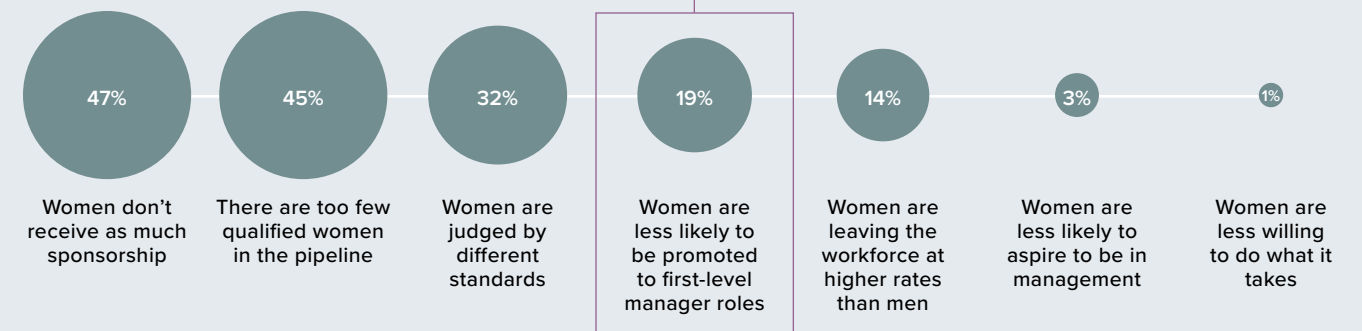 47%
45%
32%
19%
14%
3%
1%
Women don't
receive as much
sponsorship
There are too few
qualified women
in the pipeline
Women are
judged by
different
standards
Women are
less likely to
be promoted
to first-level
manager roles
Women are
leaving the
workforce at
higher rates
than men
Women are
less likely to
aspire to be in
management
Women are
less willing
to do what it
takes